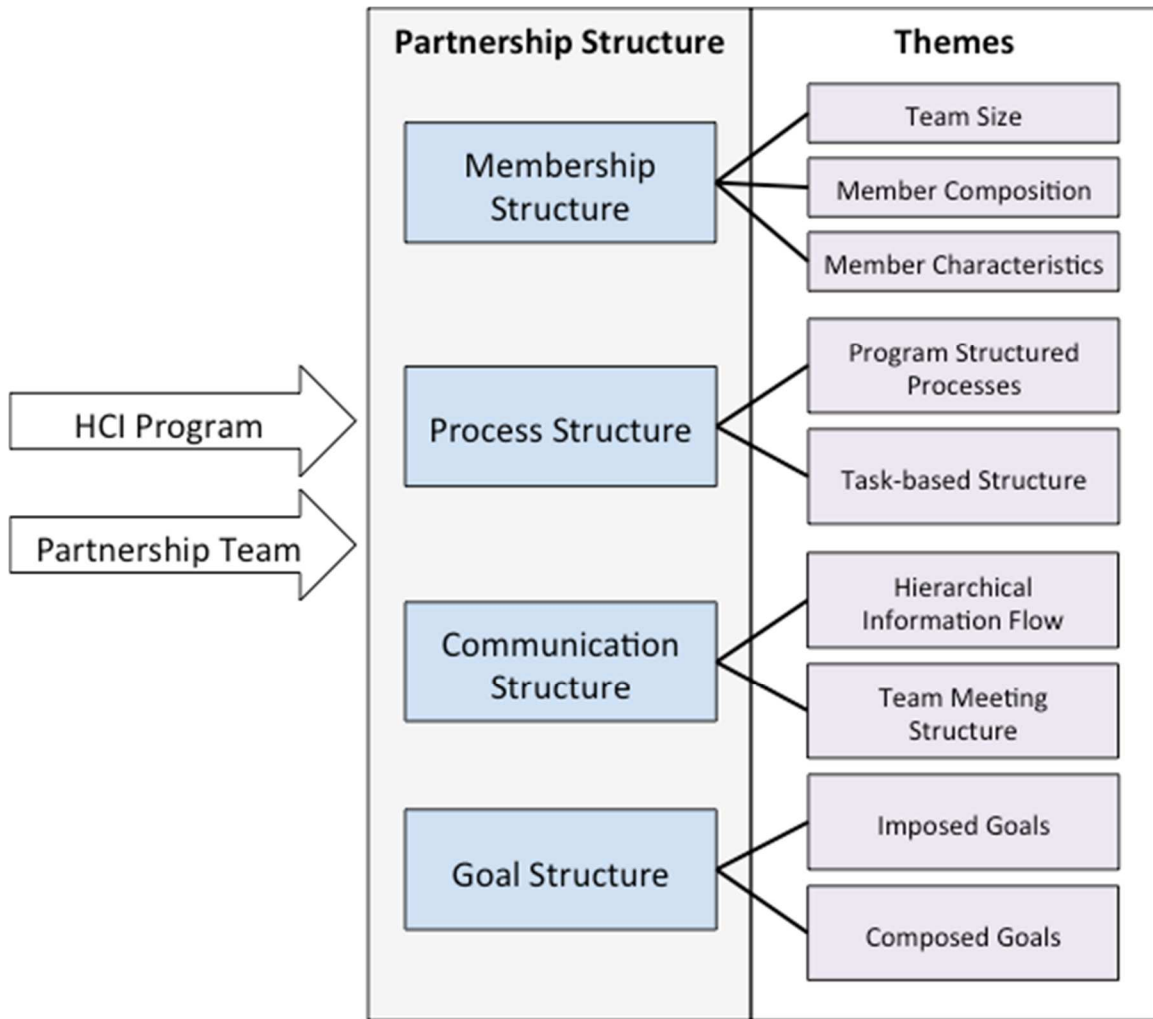 Partnership Structure
Themes
Membership
Structure
Team Size
Member Composition
Member Characteristics
HCI Program
Partnership Team
Process Structure
Program Structured
Processes
Task-based Structure
Communication
Structure
Hierarchical
Information Flow
Team Meeting
Structure
Goal Structure
Imposed Goals
Composed Goals